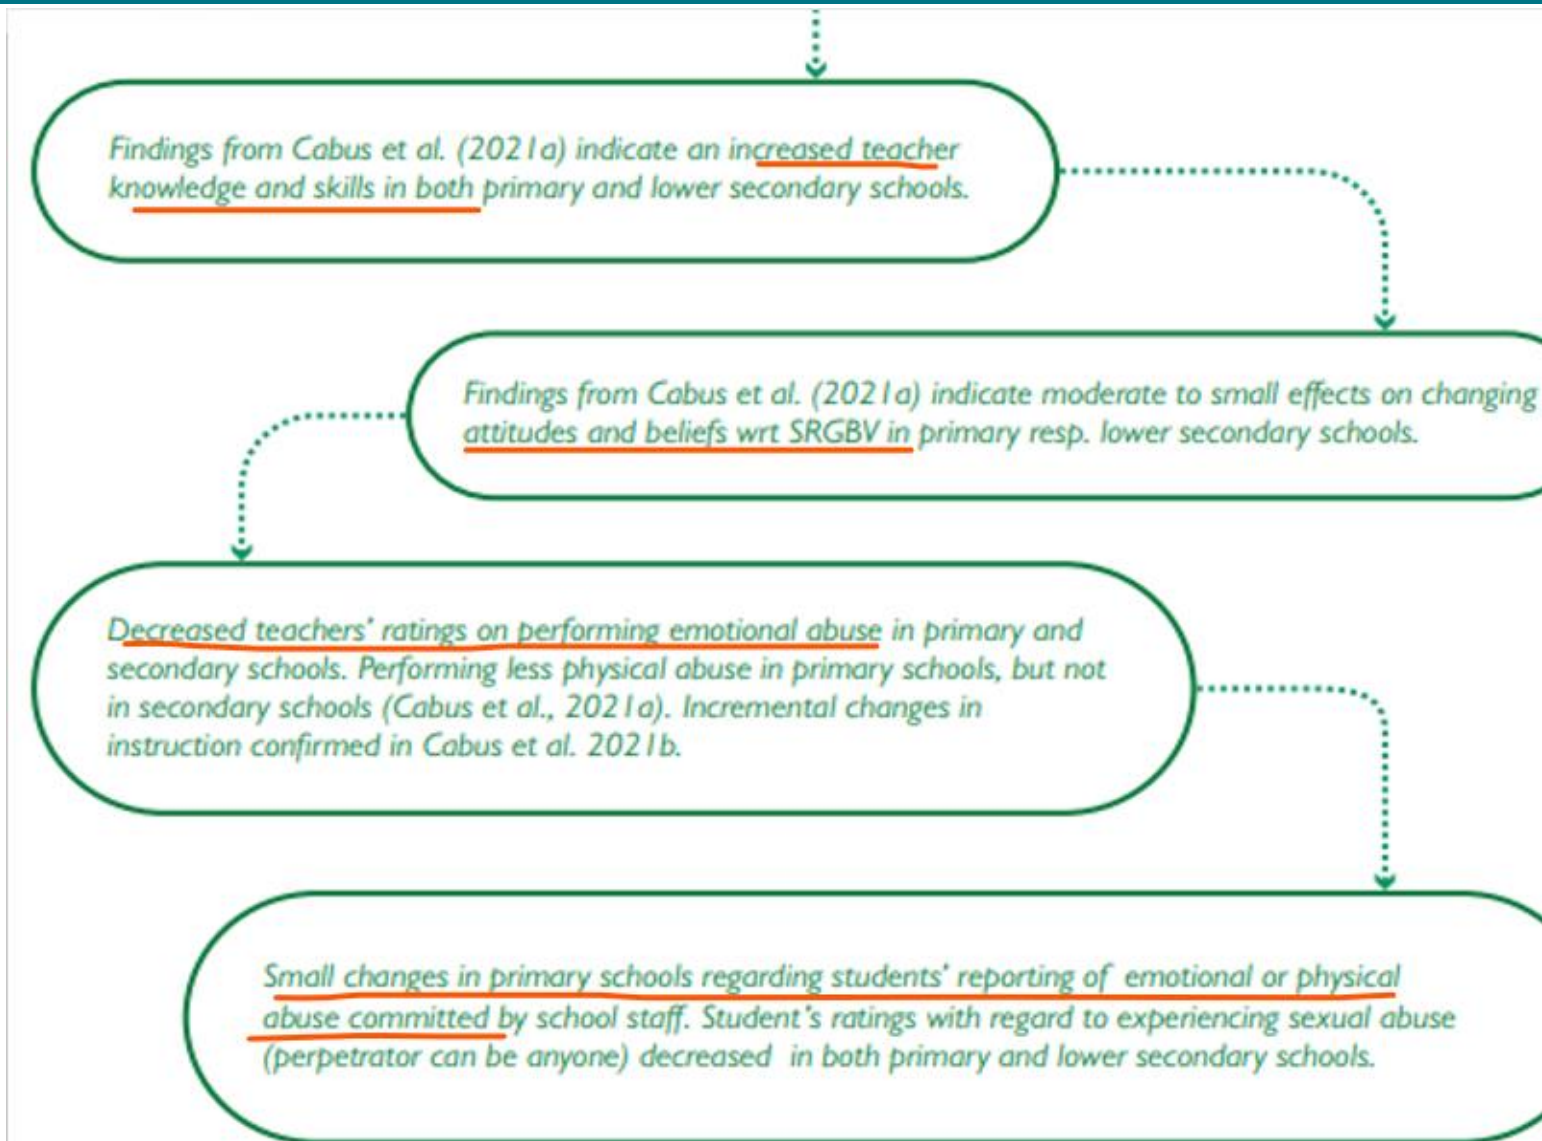 Findings from Cabus et al. (2021a) indicate an increased teacher
knowledge and skills in both primary and lower secondary schools.
Findings from Cabus et al. (2021a) indicate moderate to small effects on changing
attitudes and beliefs wrt SRGBV in primary resp. lower secondary schools.
Decreased teachers' ratings on performing emotional abuse in primary and
secondary schools. Performing less physical abuse in primary schools, but not
in secondary schools (Cabus et al., 2021a). Incremental changes in
instruction confirmed in Cabus et al. 2021b.
Small changes in primary schools regarding students' reporting of emotional or physical
abuse committed by school staff. Student's ratings with regard to experiencing sexual abuse
(perpetrator can be anyone) decreased in both primary and lower secondary schools.